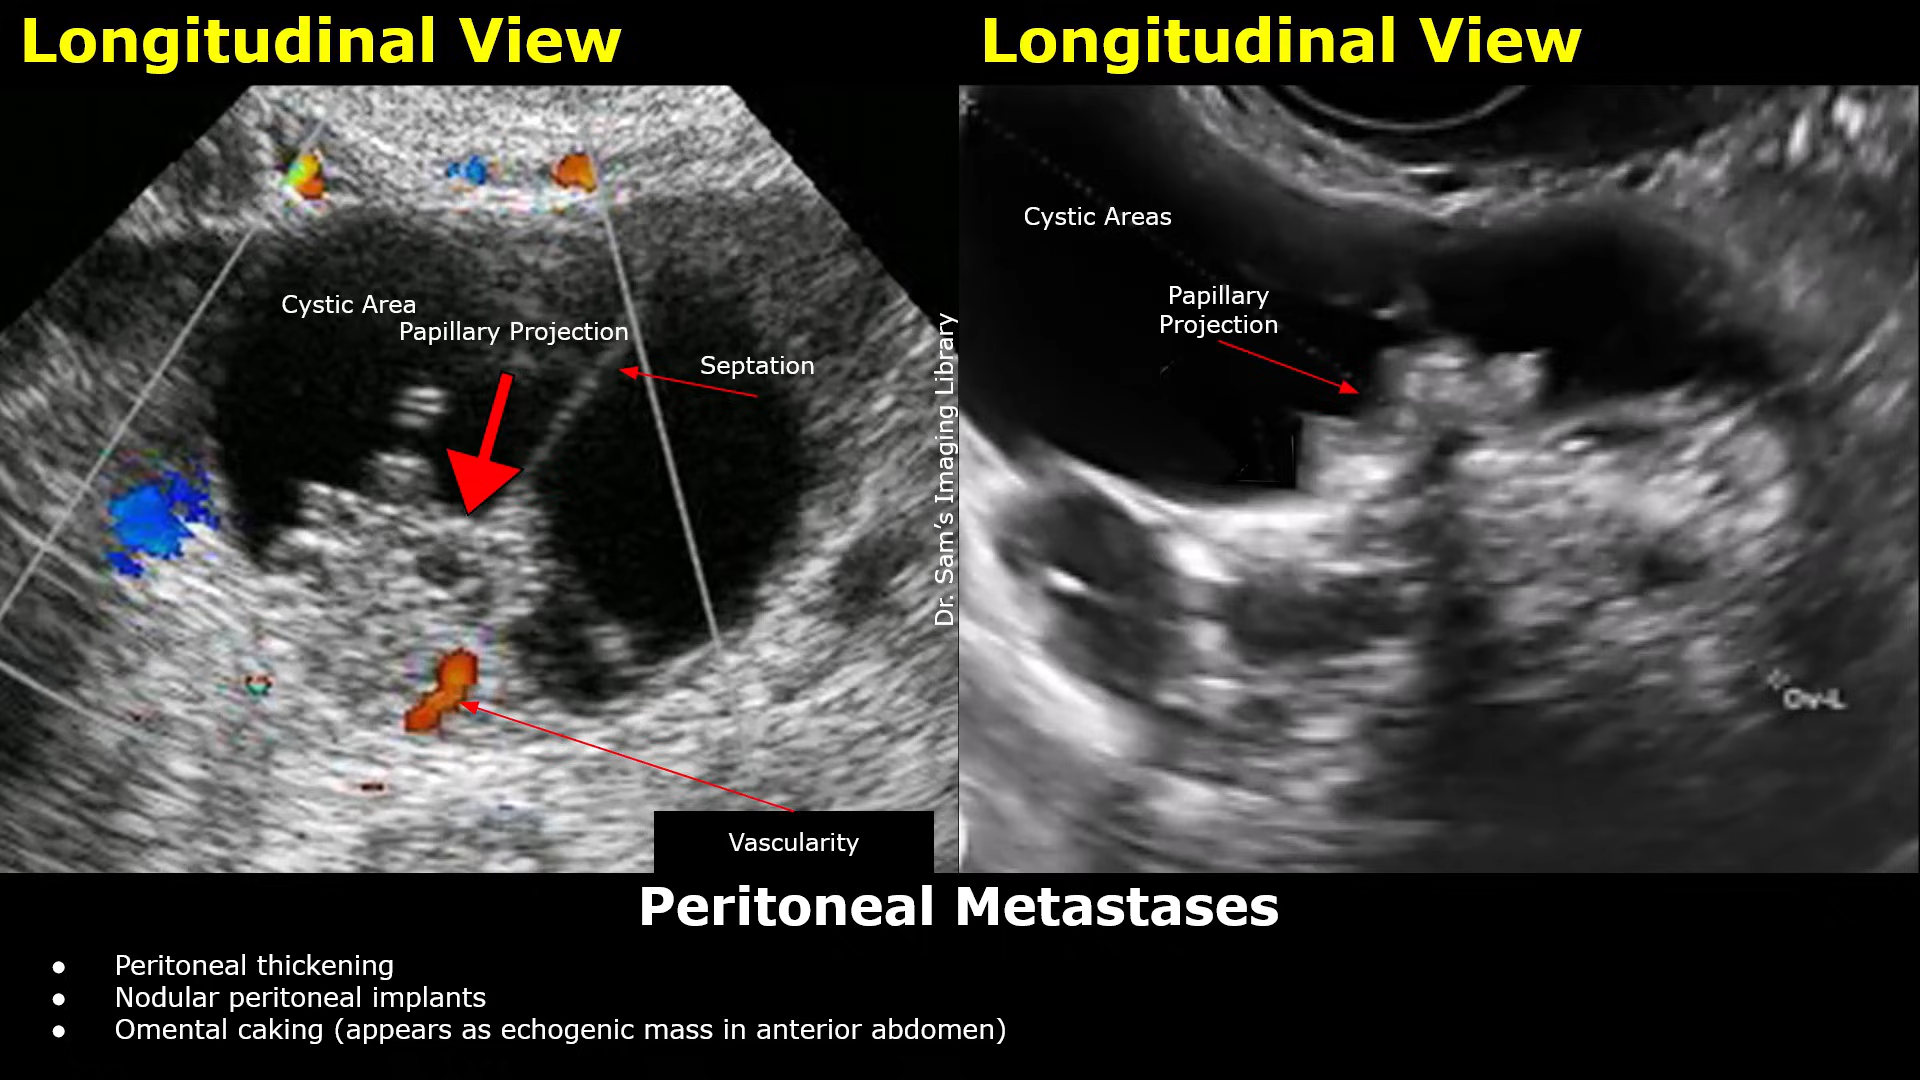 Longitudinal View
Longitudinal View
Cystic Area
Papillary Projection
Septation
Vascularity
Dr. Sam's Imaging Library
Cystic Areas
Papillary
Projection
Ov-L
Peritoneal Metastases
● Peritoneal thickening
● Nodular peritoneal implants
● Omental caking (appears as echogenic mass in anterior abdomen)